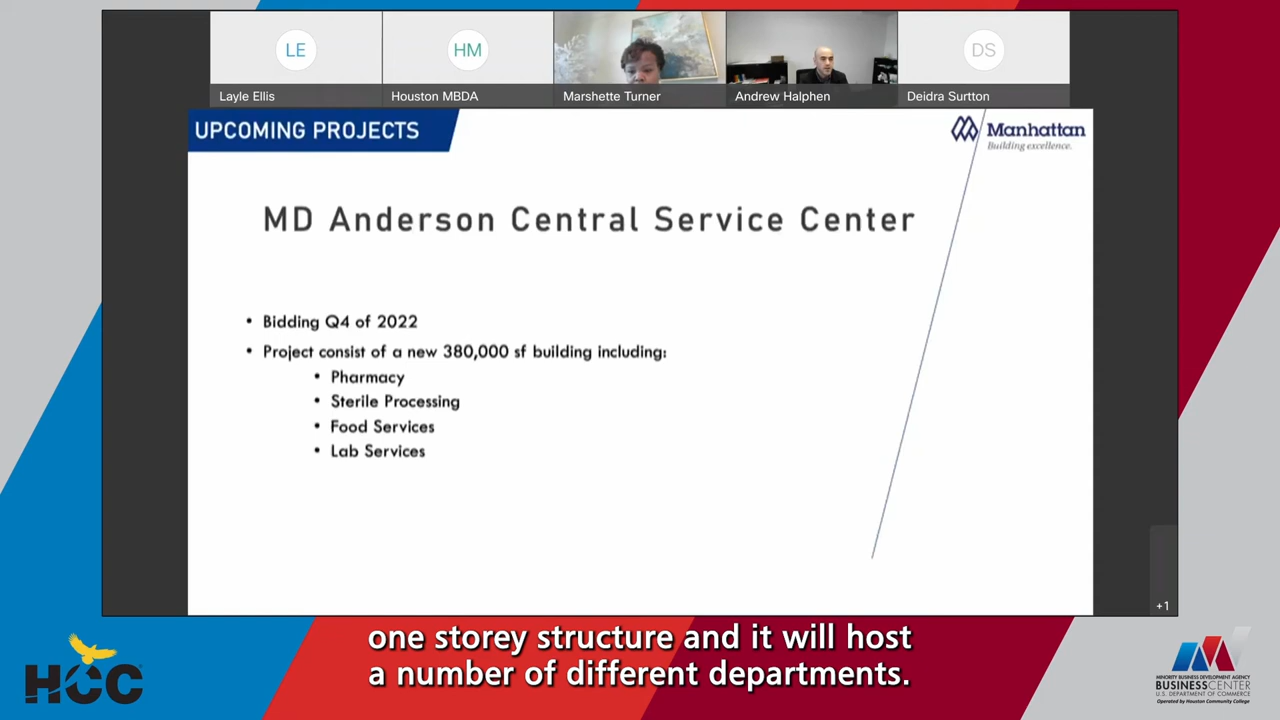 LE
HM
DS
Layle Ellis
Houston MBDA
Marshette Turner
Andrew Halphen
Deidra Surtton
UPCOMING PROJECTS
Manhattan
Building excellence.
MD Anderson Central Service Center
• Bidding Q4 of 2022
• Project consist of a new 380,000 sf building including:
• Pharmacy
• Sterile Processing
• Food Services
• Lab Services
+1
one storey structure and it will host
a number of different departments.
HCC
MINORITY BUSINESS DEVELOPMENT AGENCY
BUSINESSCENTER
U.S. DEPARTMENT OF COMMERCE
Operated by Houston Community College